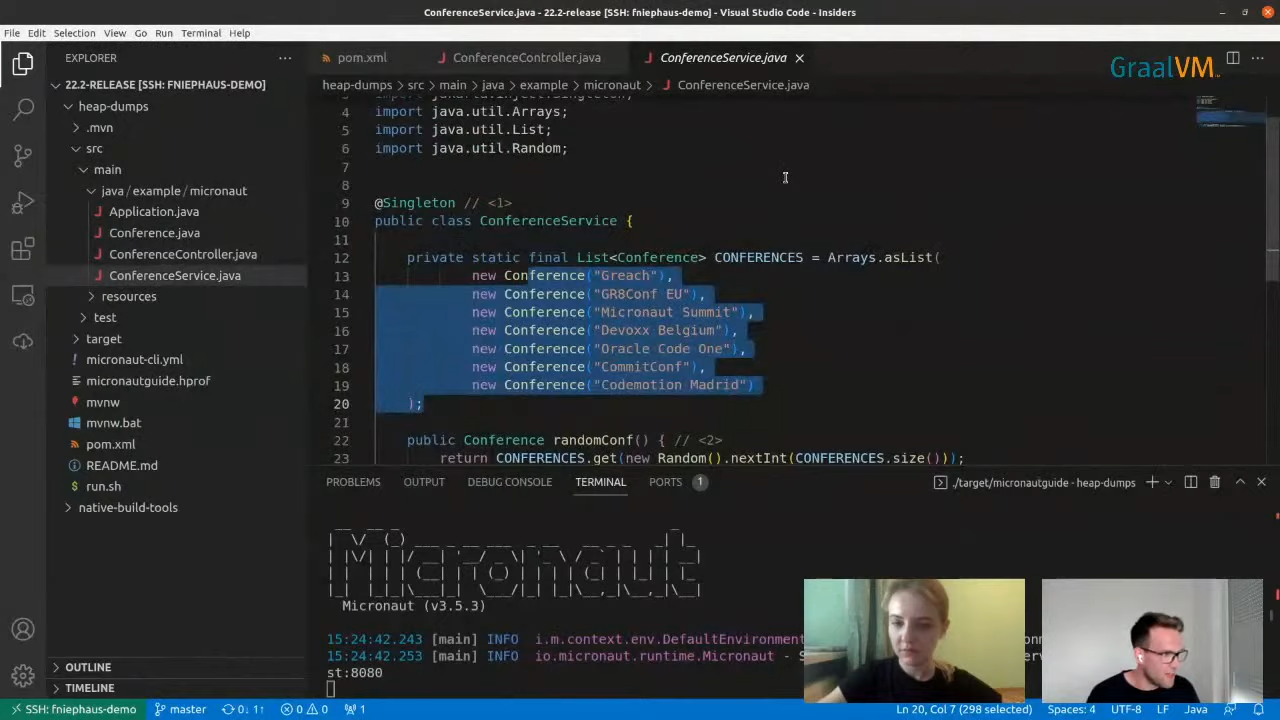 ConferenceService.java - 22.2-release [SSH: fniephaus-demo] - Visual Studio Code - Insiders
File Edit Selection View Go Run Terminal Help
EXPLORER
pom.xml
ConferenceController.java
ConferenceService.java
GraalVM
22.2-RELEASE [SSH: FNIEPHAUS-DEMO]
heap-dumps > src > main > java > example > micronaut > ConferenceService.java
heap-dumps
.mvn
src
main
java / example / micronaut
Application.java
Conference.java
ConferenceController.java
ConferenceService.java
resources
test
target
micronaut-cli.yml
micronautguide.hprof
mvnw
mvnw.bat
pom.xml
README.md
run.sh
native-build-tools
OUTLINE
TIMELINE
4 import java.util.Arrays;
5 import java.util.List;
6 import java.util.Random;
7
8
9 @Singleton // <1>
10 public class ConferenceService {
11
12 private static final List<Conference> CONFERENCES = Arrays.asList(
13 new Conference("Greach"),
14 new Conference("GR8Conf EU"),
15 new Conference("Micronaut Summit"),
16 new Conference("Devoxx Belgium"),
17 new Conference("Oracle Code One"),
18 new Conference("CommitConf"),
19 new Conference("Codemotion Madrid")
20 );
21
22 public Conference randomConf() { // <2>
23 return CONFERENCES.get(new Random().nextInt(CONFERENCES.size()));
PROBLEMS OUTPUT DEBUG CONSOLE TERMINAL PORTS 1
./target/micronautguide - heap-dumps
Micronaut
Micronaut (v3.5.3)
15:24:42.243 [main] INFO i.m.context.env.DefaultEnvironment
15:24:42.253 [main] INFO io.micronaut.runtime.Micronaut - S
st:8080
SSH: fniephaus-demo master 0↓ 1↑ 0 0 1
Ln 20, Col 7 (298 selected) Spaces: 4 UTF-8 LF Java